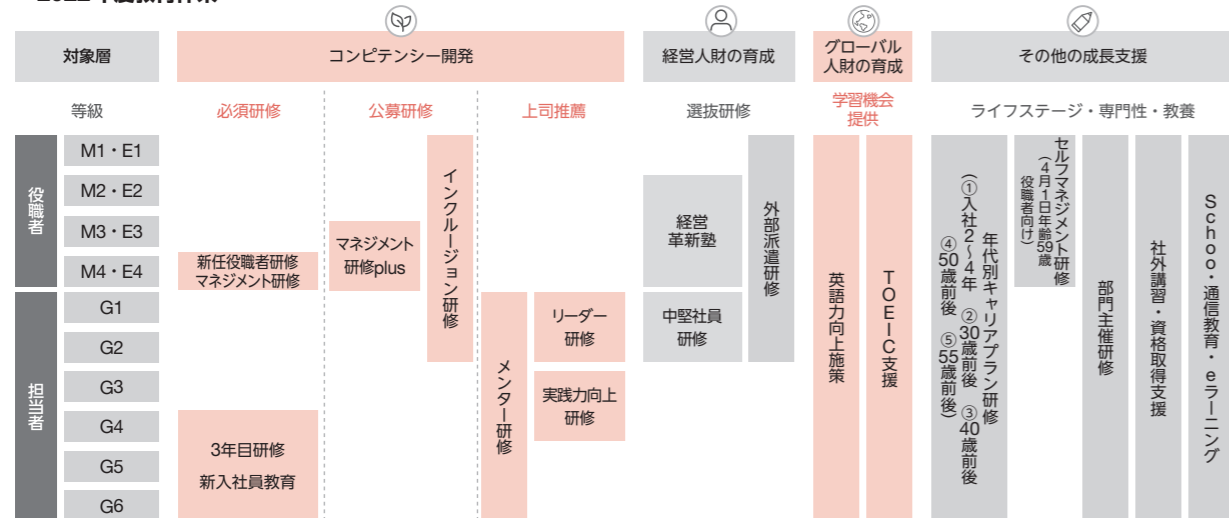 対象層
コンピテンシー開発
経営人財の育成
グローバル
人財の育成
その他の成長支援
等級
必須研修
公募研修
上司推薦
選抜研修
学習機会
提供
ライフステージ・専門性・教養
役職者
M1・E1
M2・E2
M3・E3
M4・E4
担当者
G1
G2
G3
G4
G5
G6
新任役職者研修
マネジメント研修
3年目研修
新入社員教育
マネジメント
研修plus
インクルージョン研修
メンター研修
リーダー
研修
実践力向上
研修
経営
革新塾
中堅社員
研修
外部派遣研修
英語力向上施策
TOEIC支援
年代別キャリアプラン研修
(①入社2~4年 ②30歳前後 ③40歳前後
④50歳前後 ⑤55歳前後)
セルフマネジメント研修
(4月1日年齢59歳
役職者向け)
部門主催研修
社外講習・資格取得支援
Schoo・通信教育・eラーニング